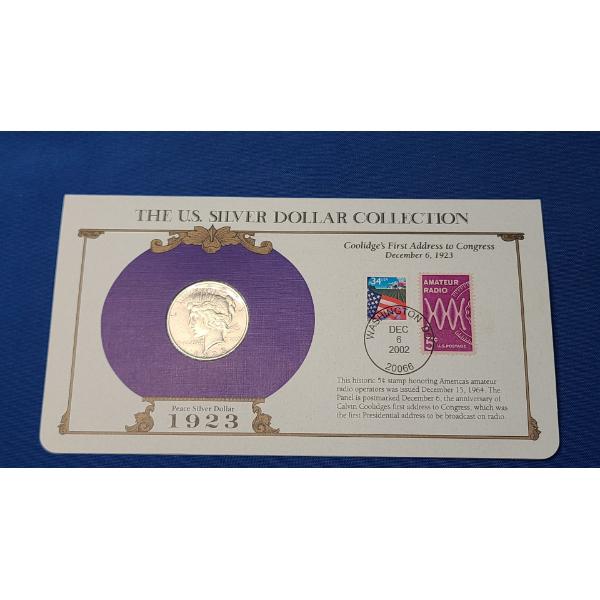 THE U.S. SILVER DOLLAR COLLECTION
Coolidge's First Address to Congress
December 6, 1923
34 USA
AMATEUR
RADIO
5¢
U.S. POSTAGE
WASHINGTON D.C.
DEC
6
2002
20066
This historic 5¢ stamp honoring America's amateur
radio operators was issued December 15, 1964. The
Panel is postmarked December 6, the anniversary of
Calvin Coolidge's first address to Congress, which was
the first Presidential address to be broadcast on radio.
Peace Silver Dollar
1923